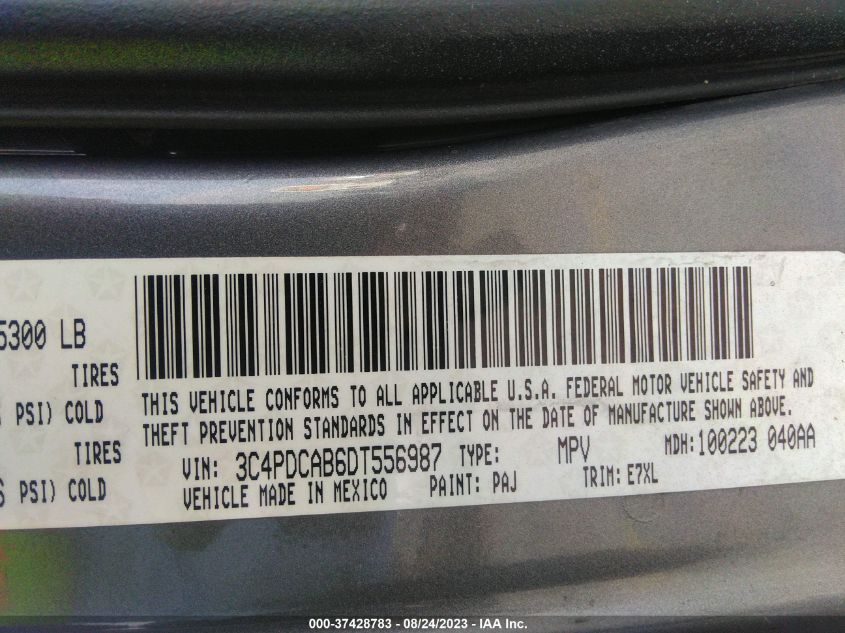 5300 LB
TIRES
PSI) COLD
TIRES
PSI) COLD
THIS VEHICLE CONFORMS TO ALL APPLICABLE U.S.A. FEDERAL MOTOR VEHICLE SAFETY AND
THEFT PREVENTION STANDARDS IN EFFECT ON THE DATE OF MANUFACTURE SHOWN ABOVE.
VIN: 3C4PDCAB6DT556987 TYPE: MPV MDH:100223 040AA
VEHICLE MADE IN MEXICO PAINT: PAJ TRIM: E7XL
000-37428783 - 08/24/2023 - IAA Inc.